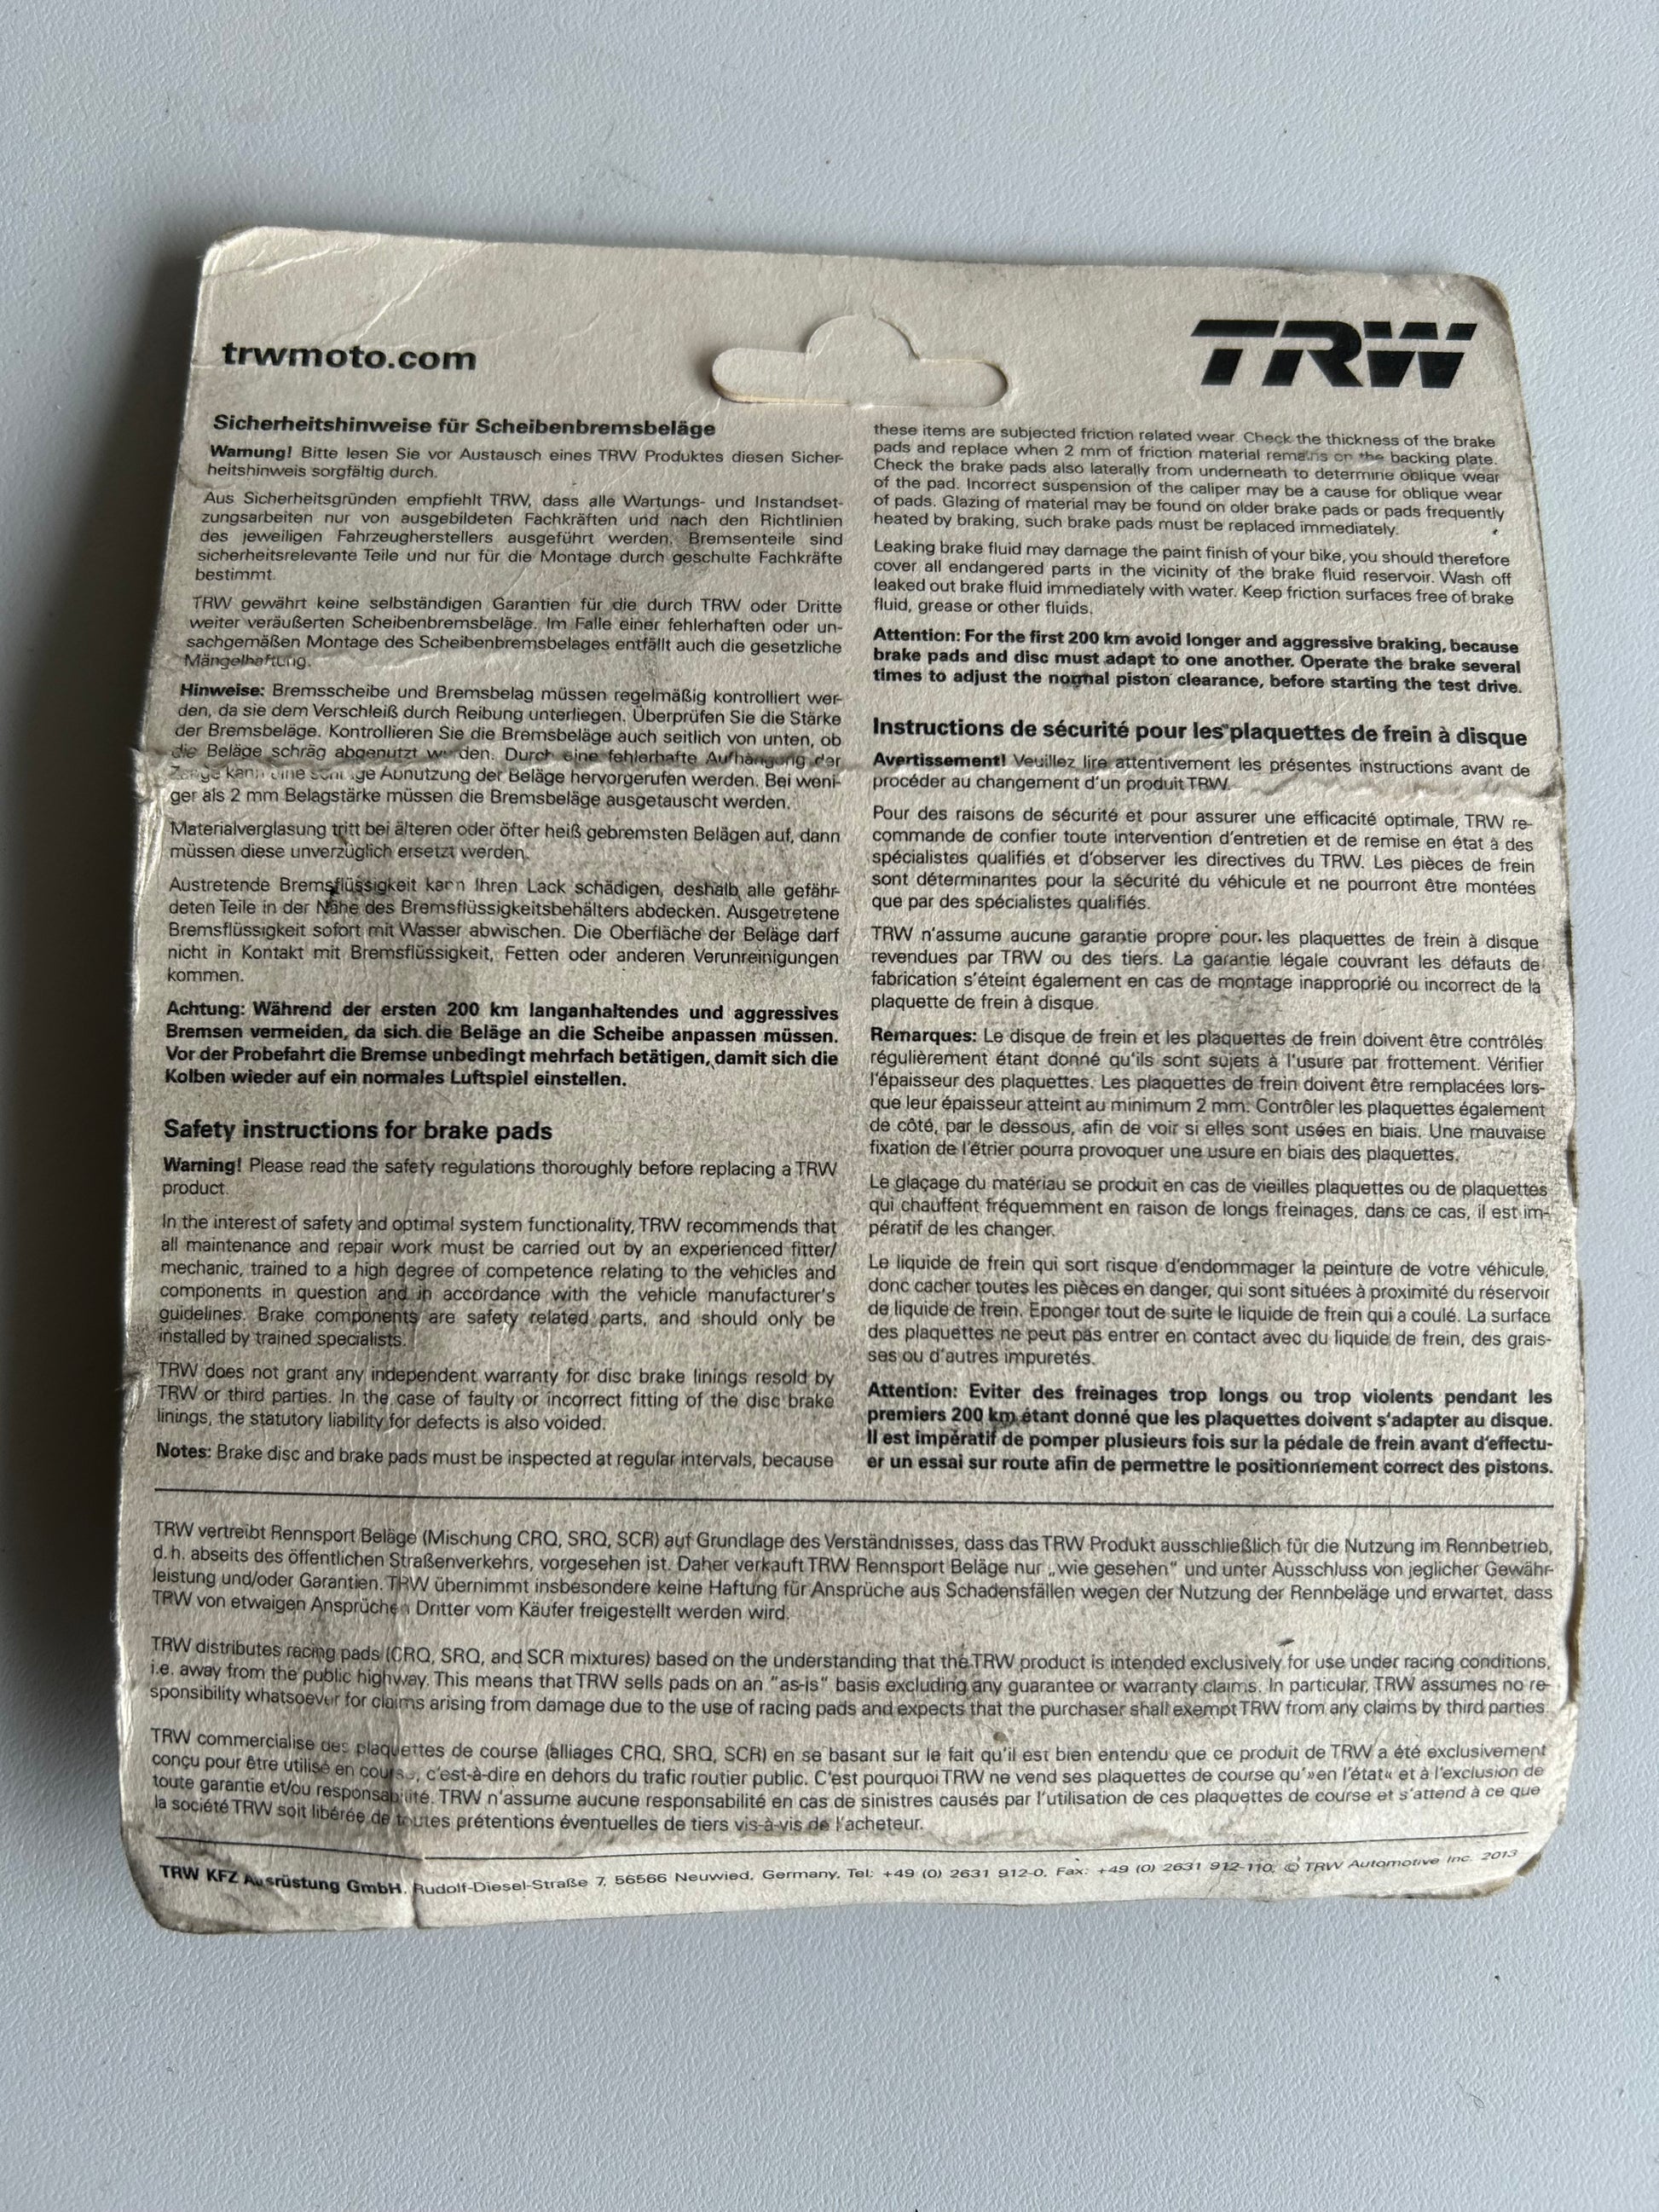 trwmoto.com
TRW
Sicherheitshinweise für Scheibenbremsbeläge
Warnung! Bitte lesen Sie vor Austausch eines TRW Produktes diesen Sicher-
heitshinweis sorgfältig durch.
Aus Sicherheitsgründen empfiehlt TRW, dass alle Wartungs- und Instandset-
zungsarbeiten nur von ausgebildeten Fachkräften und nach den Richtlinien
des jeweiligen Fahrzeugherstellers ausgeführt werden. Bremsenteile sind
sicherheitsrelevante Teile und nur für die Montage durch geschulte Fachkräfte
bestimmt.
TRW gewährt keine selbständigen Garantien für die durch TRW oder Dritte
weiter veräußerten Scheibenbremsbeläge. Im Falle einer fehlerhaften oder un-
sachgemäßen Montage des Scheibenbremsbelages entfällt auch die gesetzliche
Mängelhaftung.
Hinweise: Bremsscheibe und Bremsbelag müssen regelmäßig kontrolliert wer-
den, da sie dem Verschleiß durch Reibung unterliegen. Überprüfen Sie die Stärke
der Bremsbeläge. Kontrollieren Sie die Bremsbeläge auch seitlich von unten, ob
die Beläge schräg abgenutzt werden. Durch eine fehlerhafte Aufhängung der
Zange kann eine schräge Abnutzung der Beläge hervorgerufen werden. Bei weni-
ger als 2 mm Belagstärke müssen die Bremsbeläge ausgetauscht werden.
Materialverglasung tritt bei älteren oder öfter heiß gebremsten Belägen auf, dann
müssen diese unverzüglich ersetzt werden.
Austretende Bremsflüssigkeit kann Ihren Lack schädigen, deshalb alle gefähr-
deten Teile in der Nähe des Bremsflüssigkeitsbehälters abdecken. Ausgetretene
Bremsflüssigkeit sofort mit Wasser abwischen. Die Oberfläche der Beläge darf
nicht in Kontakt mit Bremsflüssigkeit, Fetten oder anderen Verunreinigungen
kommen.
Achtung: Während der ersten 200 km langanhaltendes und aggressives
Bremsen vermeiden, da sich die Beläge an die Scheibe anpassen müssen.
Vor der Probefahrt die Bremse unbedingt mehrfach betätigen, damit sich die
Kolben wieder auf ein normales Luftspiel einstellen.
Safety instructions for brake pads
Warning! Please read the safety regulations thoroughly before replacing a TRW
product.
In the interest of safety and optimal system functionality, TRW recommends that
all maintenance and repair work must be carried out by an experienced fitter/
mechanic, trained to a high degree of competence relating to the vehicles and
components in question and in accordance with the vehicle manufacturer's
guidelines. Brake components are safety related parts, and should only be
installed by trained specialists.
TRW does not grant any independent warranty for disc brake linings resold by
TRW or third parties. In the case of faulty or incorrect fitting of the disc brake
linings, the statutory liability for defects is also voided.
Notes: Brake disc and brake pads must be inspected at regular intervals, because
these items are subjected friction related wear. Check the thickness of the brake
pads and replace when 2 mm of friction material remains on the backing plate.
Check the brake pads also laterally from underneath to determine oblique wear
of the pad. Incorrect suspension of the caliper may be a cause for oblique wear
of pads. Glazing of material may be found on older brake pads or pads frequently
heated by braking, such brake pads must be replaced immediately.
Leaking brake fluid may damage the paint finish of your bike, you should therefore
cover all endangered parts in the vicinity of the brake fluid reservoir. Wash off
leaked out brake fluid immediately with water. Keep friction surfaces free of brake
fluid, grease or other fluids.
Attention: For the first 200 km avoid longer and aggressive braking, because
brake pads and disc must adapt to one another. Operate the brake several
times to adjust the normal piston clearance, before starting the test drive.
Instructions de sécurité pour les plaquettes de frein à disque
Avertissement! Veuillez lire attentivement les présentes instructions avant de
procéder au changement d'un produit TRW.
Pour des raisons de sécurité et pour assurer une efficacité optimale, TRW re-
commande de confier toute intervention d'entretien et de remise en état à des
spécialistes qualifiés et d'observer les directives du TRW. Les pièces de frein
sont déterminantes pour la sécurité du véhicule et ne pourront être montées
que par des spécialistes qualifiés.
TRW n'assume aucune garantie propre pour les plaquettes de frein à disque
revendues par TRW ou des tiers. La garantie légale couvrant les défauts de
fabrication s'éteint également en cas de montage inapproprié ou incorrect de la
plaquette de frein à disque.
Remarques: Le disque de frein et les plaquettes de frein doivent être contrôlés
régulièrement étant donné qu'ils sont sujets à l'usure par frottement. Vérifier
l'épaisseur des plaquettes. Les plaquettes de frein doivent être remplacées lors-
que leur épaisseur atteint au minimum 2 mm. Contrôler les plaquettes également
de côté, par le dessous, afin de voir si elles sont usées en biais. Une mauvaise
fixation de l'étrier pourra provoquer une usure en biais des plaquettes.
Le glaçage du matériau se produit en cas de vieilles plaquettes ou de plaquettes
qui chauffent fréquemment en raison de longs freinages, dans ce cas, il est im-
pératif de les changer.
Le liquide de frein qui sort risque d'endommager la peinture de votre véhicule,
donc cacher toutes les pièces en danger, qui sont situées à proximité du réservoir
de liquide de frein. Eponger tout de suite le liquide de frein qui a coulé. La surface
des plaquettes ne peut pas entrer en contact avec du liquide de frein, des grais-
ses ou d'autres impuretés.
Attention: Eviter des freinages trop longs ou trop violents pendant les
premiers 200 km étant donné que les plaquettes doivent s'adapter au disque.
Il est impératif de pomper plusieurs fois sur la pédale de frein avant d'effectu-
er un essai sur route afin de permettre le positionnement correct des pistons.
TRW vertreibt Rennsport Beläge (Mischung CRQ, SRQ, SCR) auf Grundlage des Verständnisses, dass das TRW Produkt ausschließlich für die Nutzung im Rennbetrieb,
d. h. abseits des öffentlichen Straßenverkehrs, vorgesehen ist. Daher verkauft TRW Rennsport Beläge nur „wie gesehen" und unter Ausschluss von jeglicher Gewähr-
leistung und/oder Garantien. TRW übernimmt insbesondere keine Haftung für Ansprüche aus Schadensfällen wegen der Nutzung der Rennbeläge und erwartet, dass
TRW von etwaigen Ansprüchen Dritter vom Käufer freigestellt werden wird.
TRW distributes racing pads (CRQ, SRQ, and SCR mixtures) based on the understanding that the TRW product is intended exclusively for use under racing conditions,
i.e. away from the public highway. This means that TRW sells pads on an "as-is" basis excluding any guarantee or warranty claims. In particular, TRW assumes no re-
sponsibility whatsoever for claims arising from damage due to the use of racing pads and expects that the purchaser shall exempt TRW from any claims by third parties.
TRW commercialise des plaquettes de course (alliages CRQ, SRQ, SCR) en se basant sur le fait qu'il est bien entendu que ce produit de TRW a été exclusivement
conçu pour être utilisé en course, c'est-à-dire en dehors du trafic routier public. C'est pourquoi TRW ne vend ses plaquettes de course qu'»en l'état« et à l'exclusion de
toute garantie et/ou responsabilité. TRW n'assume aucune responsabilité en cas de sinistres causés par l'utilisation de ces plaquettes de course et s'attend à ce que
la société TRW soit libérée de toutes prétentions éventuelles de tiers vis-à-vis de l'acheteur.
TRW KFZ Ausrüstung GmbH. Rudolf-Diesel-Straße 7, 56566 Neuwied, Germany. Tel: +49 (0) 2631 912-0. Fax: +49 (0) 2631 912-110. © TRW Automotive Inc. 2013